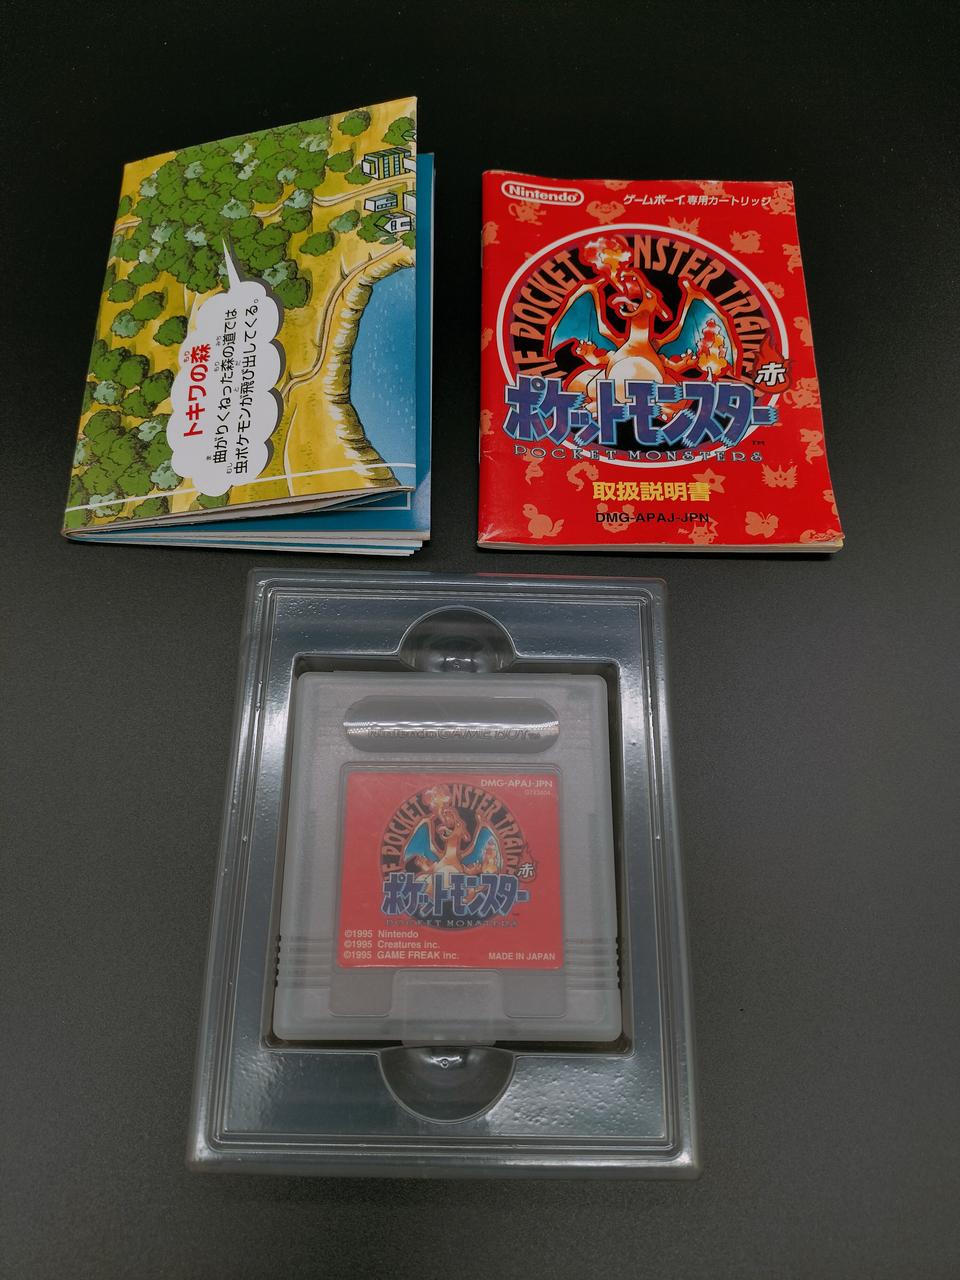 トキワの森
曲がりくねった森の道では
虫ポケモンが飛び出してくる。
Nintendo
ゲームボーイ専用カートリッジ
POCKET MONSTER TRAIN
赤
ポケットモンスター
TM
POCKET MONSTERS
取扱説明書
DMG-APAJ-JPN
Nintendo GAME BOY
DMG-APAJ-JPN
POCKET MONSTER TRAIN
赤
ポケットモンスター
POCKET MONSTERS
©1995 Nintendo
©1995 Creatures inc.
©1995 GAME FREAK inc.
MADE IN JAPAN